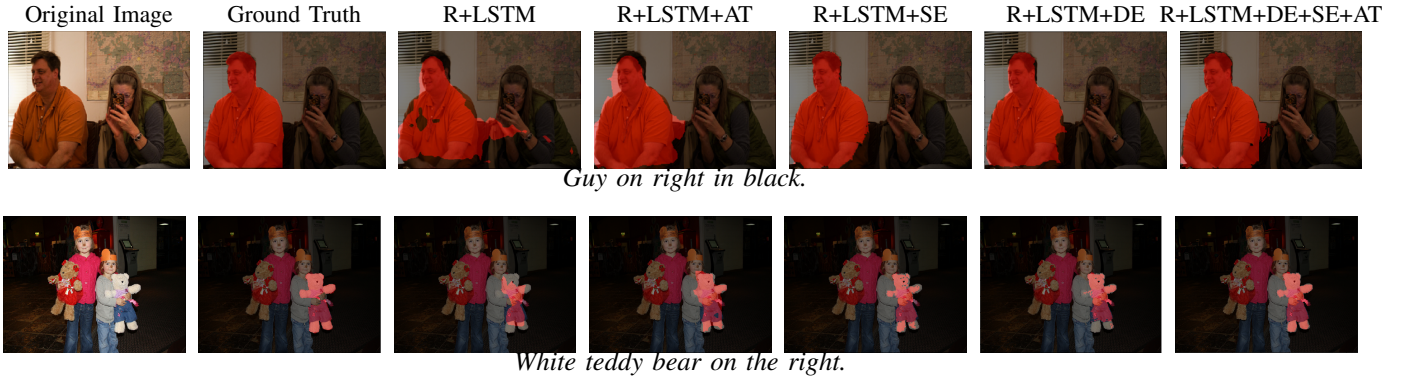 Original Image Ground Truth R+LSTM R+LSTM+AT R+LSTM+SE R+LSTM+DE R+LSTM+DE+SE+AT
Guy on right in black.
White teddy bear on the right.